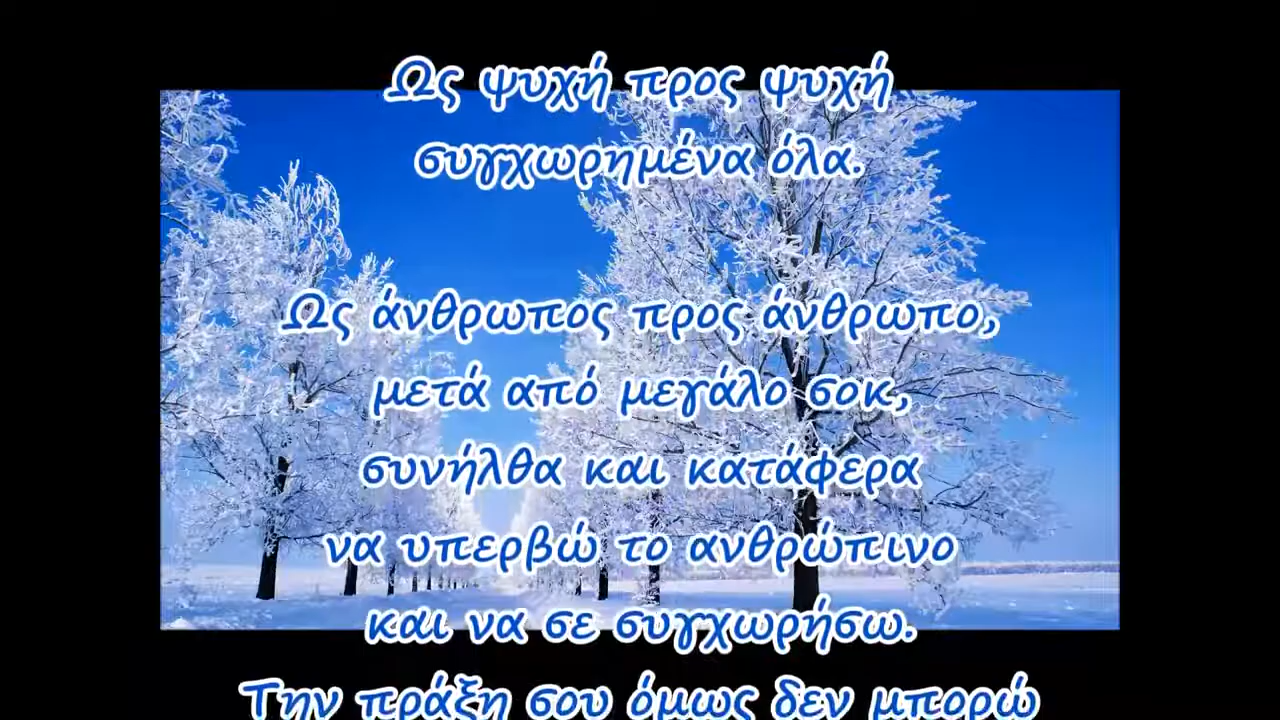 Ως ψυχή προς ψυχή
συγχωρημένα όλα.
Ως άνθρωπος προς άνθρωπο,
μετά από μεγάλο σοκ,
συνήλθα και κατάφερα
να υπερβώ το ανθρώπινο
και να σε συγχωρήσω.
Την πράξη σου όμως δεν μπορώ